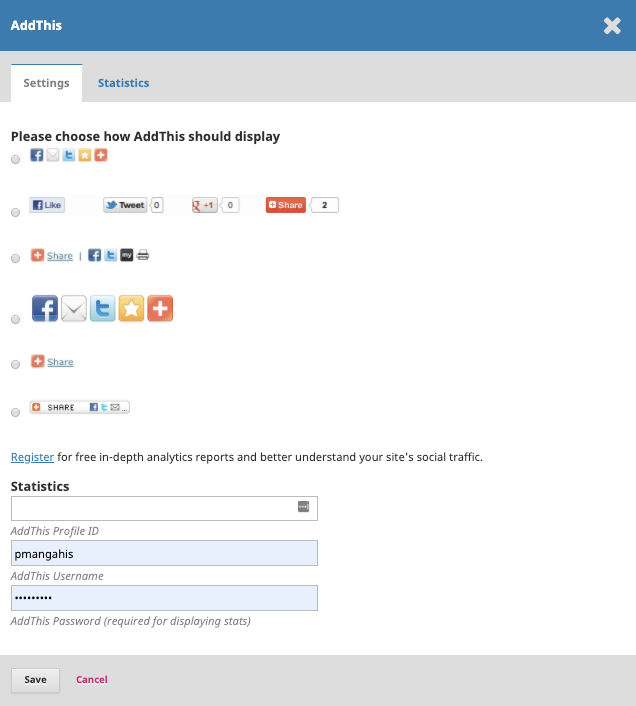 AddThis
Settings Statistics
Please choose how AddThis should display
Like Tweet 0 +1 0 Share 2
Share | my
Share
SHARE ...
Register for free in-depth analytics reports and better understand your site's social traffic.
Statistics
AddThis Profile ID
pmangahis
AddThis Username
•••••••••
AddThis Password (required for displaying stats)
Save Cancel